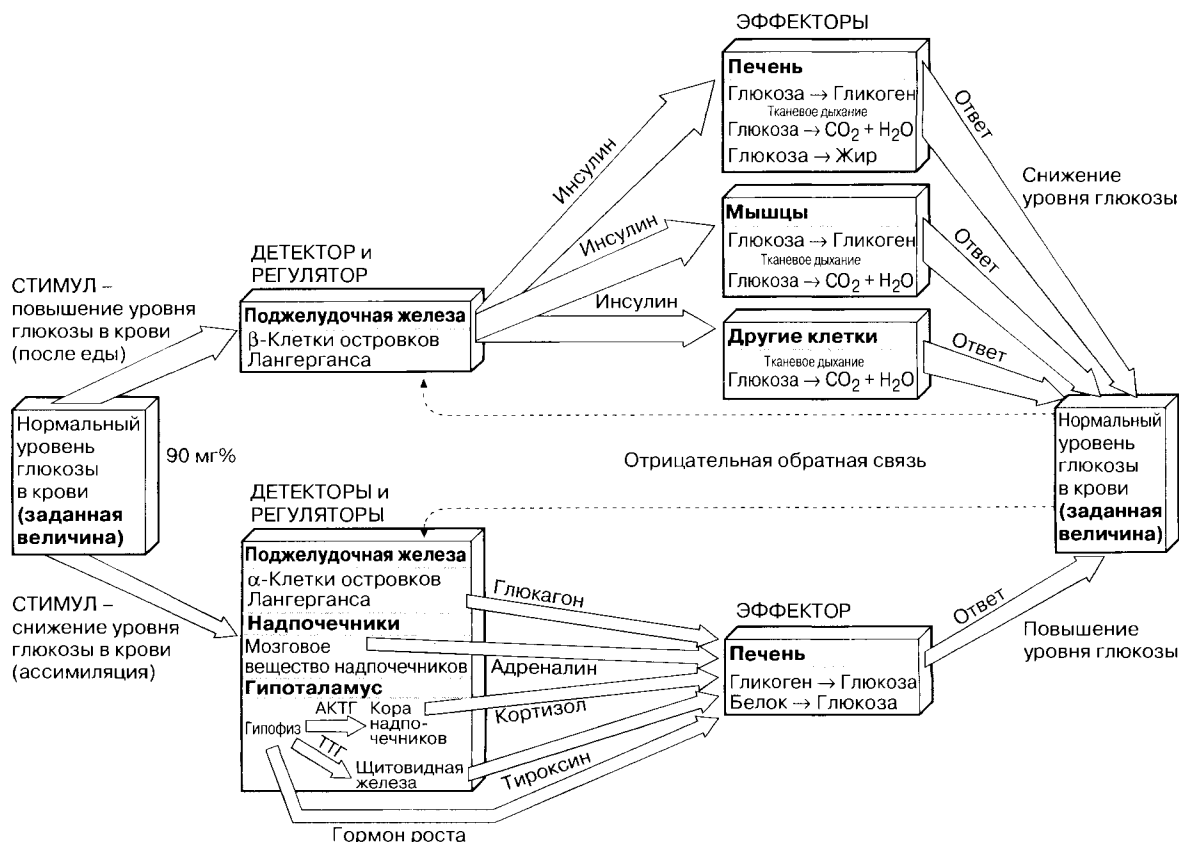 ЭФФЕКТОРЫ
Печень
Глюкоза → Гликоген
Тканевое дыхание
Глюкоза → CO₂ + H₂O
Глюкоза → Жир
Ответ
Снижение
уровня глюкозы
Инсулин
Мышцы
Глюкоза → Гликоген
Тканевое дыхание
Глюкоза → CO₂ + H₂O
Ответ
Инсулин
ДЕТЕКТОР и
РЕГУЛЯТОР
Поджелудочная железа
β-Клетки островков
Лангерганса
Инсулин
Другие клетки
Тканевое дыхание
Глюкоза → CO₂ + H₂O
Ответ
СТИМУЛ –
повышение уровня
глюкозы в крови
(после еды)
Нормальный
уровень
глюкозы
в крови
(заданная
величина)
90 мг%
Отрицательная обратная связь
Нормальный
уровень
глюкозы
в крови
(заданная
величина)
СТИМУЛ –
снижение уровня
глюкозы в крови
(ассимиляция)
ДЕТЕКТОРЫ и
РЕГУЛЯТОРЫ
Поджелудочная железа
α-Клетки островков
Лангерганса
Надпочечники
Мозговое
вещество надпочечников
Гипоталамус
Гипофиз
АКТГ
Кора
надпо-
чечников
ТТГ
Щитовидная
железа
Глюкагон
Адреналин
Кортизол
Тироксин
Гормон роста
ЭФФЕКТОР
Печень
Гликоген → Глюкоза
Белок → Глюкоза
Ответ
Повышение
уровня глюкозы